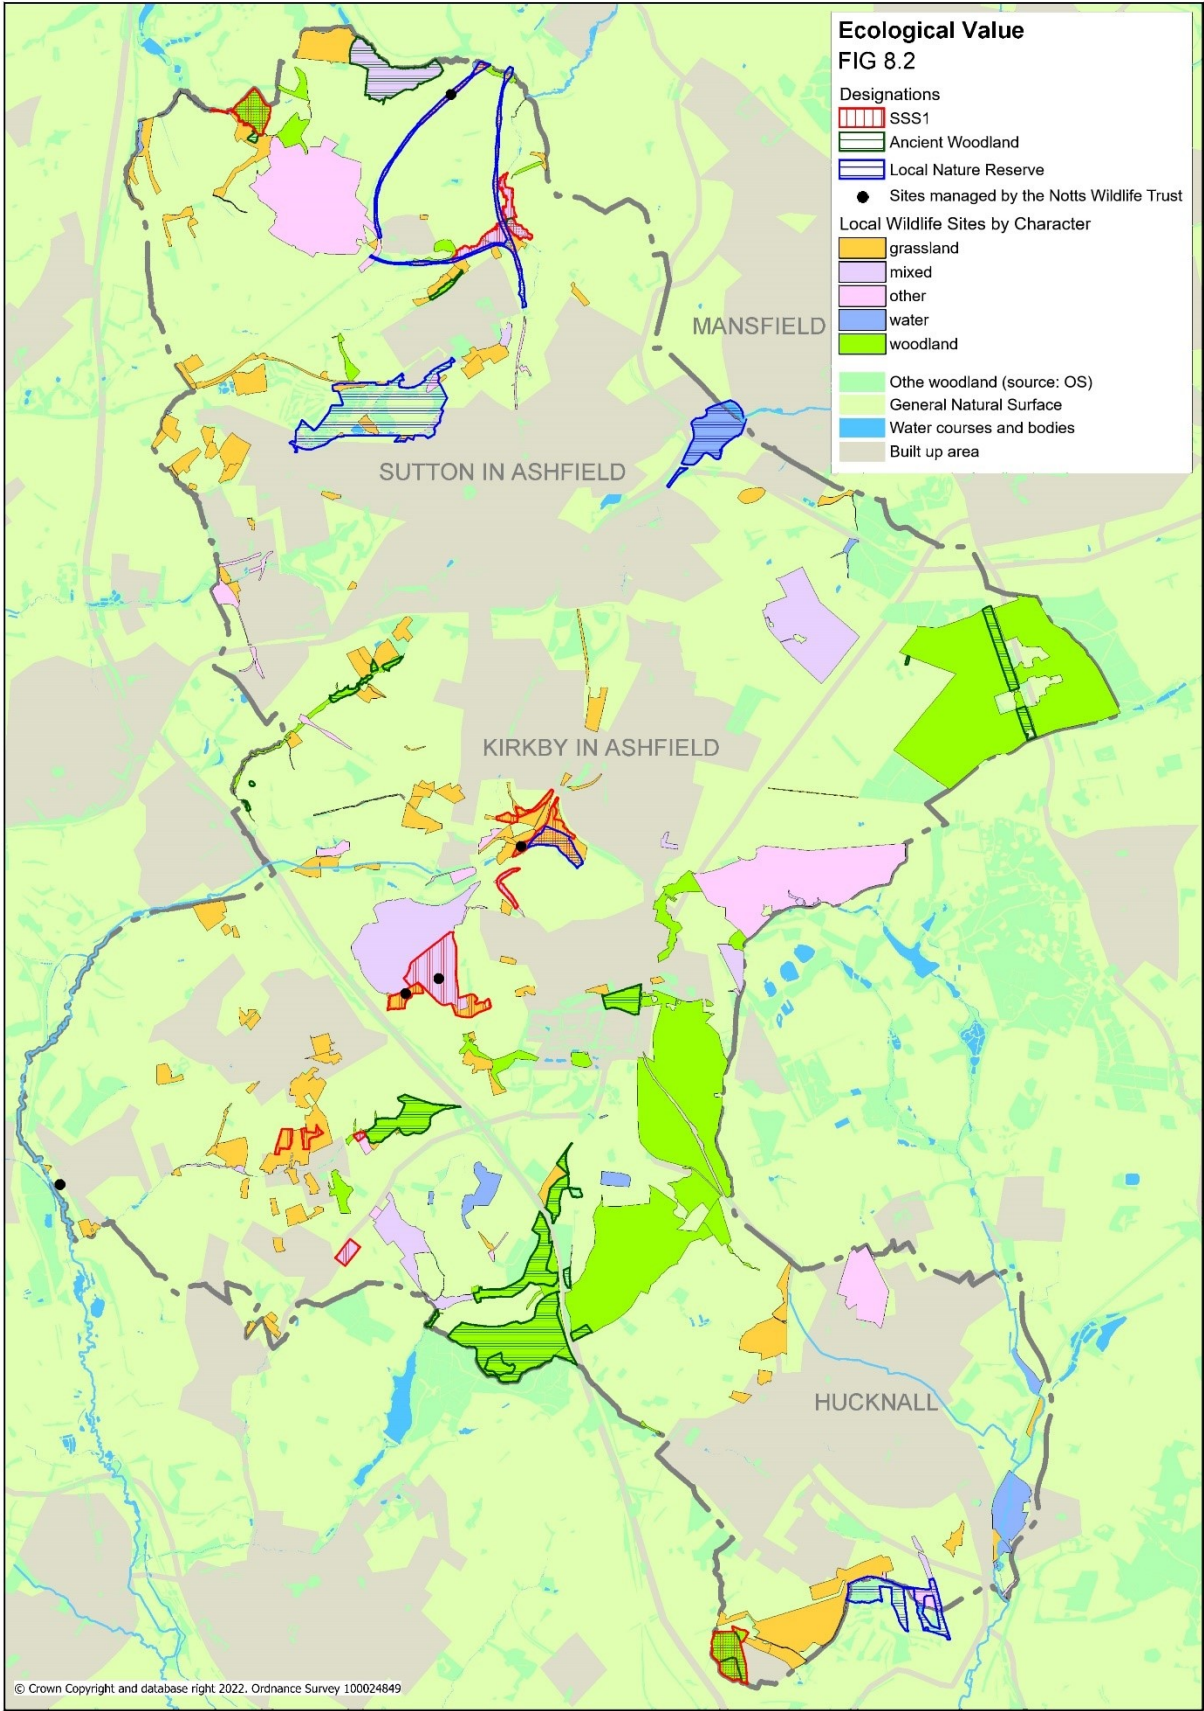 Ecological Value
FIG 8.2
Designations
SSS1
Ancient Woodland
Local Nature Reserve
Sites managed by the Notts Wildlife Trust
Local Wildlife Sites by Character
grassland
mixed
other
water
woodland
Othe woodland (source: OS)
General Natural Surface
Water courses and bodies
Built up area
MANSFIELD
SUTTON IN ASHFIELD
KIRKBY IN ASHFIELD
HUCKNALL
© Crown Copyright and database right 2022. Ordnance Survey 100024849